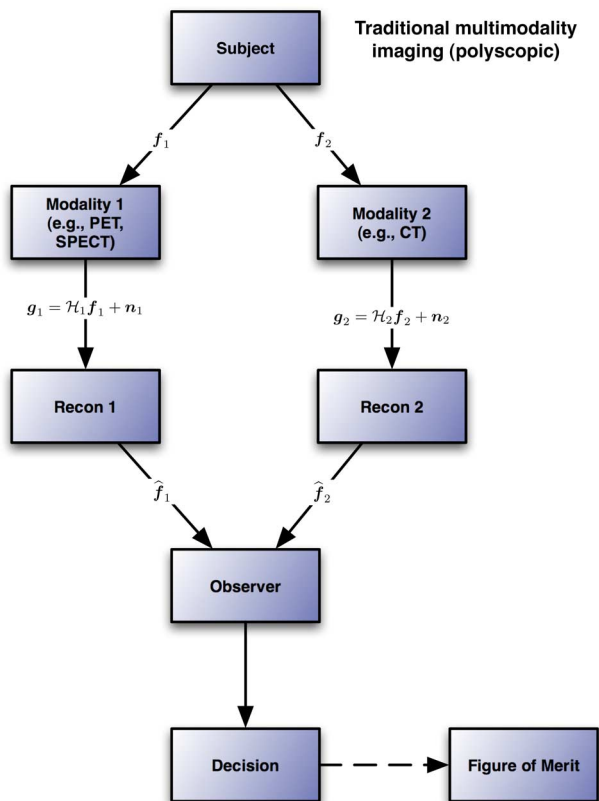 Traditional multimodality
imaging (polyscopic)
Subject
f₁
f₂
Modality 1
(e.g., PET,
SPECT)
Modality 2
(e.g., CT)
g₁ = ℋ₁f₁ + n₁
g₂ = ℋ₂f₂ + n₂
Recon 1
Recon 2
f̂₁
f̂₂
Observer
Decision
Figure of Merit